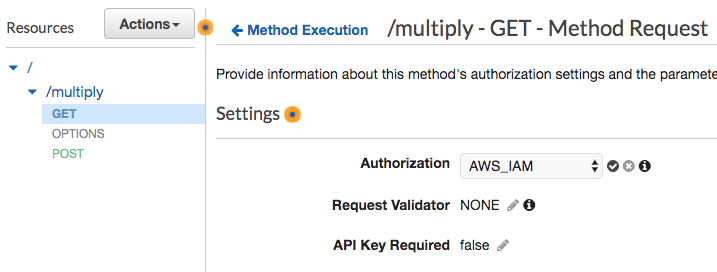 Resources
Actions
/
/multiply
GET
OPTIONS
POST
Method Execution
/multiply - GET - Method Request
Provide information about this method's authorization settings and the paramete
Settings
Authorization AWS_IAM
Request Validator NONE
API Key Required false